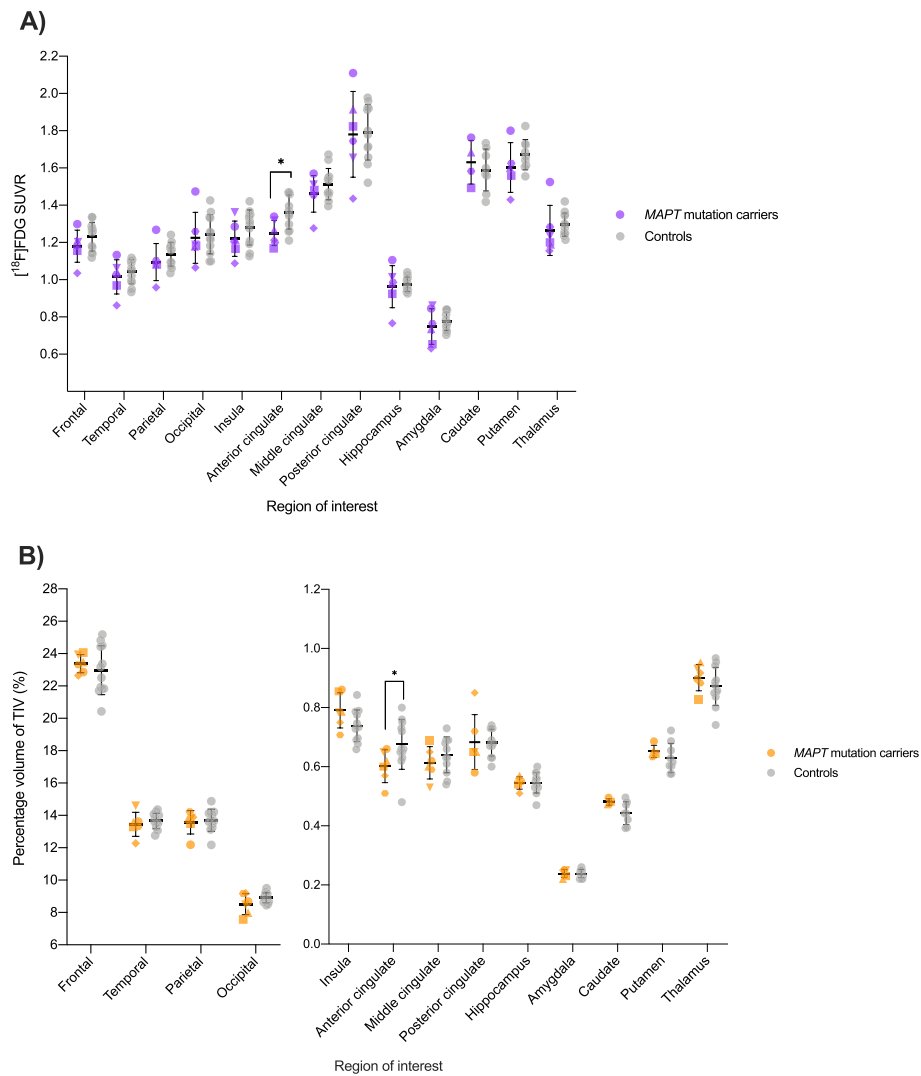 A)
[¹⁸F]FDG SUVR
2.2
2.0
1.8
1.6
1.4
1.2
1.0
0.8
0.6
*
MAPT mutation carriers
Controls
Frontal
Temporal
Parietal
Occipital
Insula
Anterior cingulate
Middle cingulate
Posterior cingulate
Hippocampus
Amygdala
Caudate
Putamen
Thalamus
Region of interest
B)
Percentage volume of TIV (%)
28
26
24
22
20
18
16
14
12
10
8
6
Frontal
Temporal
Parietal
Occipital
1.2
1.0
0.8
0.6
0.4
0.2
0.0
*
MAPT mutation carriers
Controls
Insula
Anterior cingulate
Middle cingulate
Posterior cingulate
Hippocampus
Amygdala
Caudate
Putamen
Thalamus
Region of interest